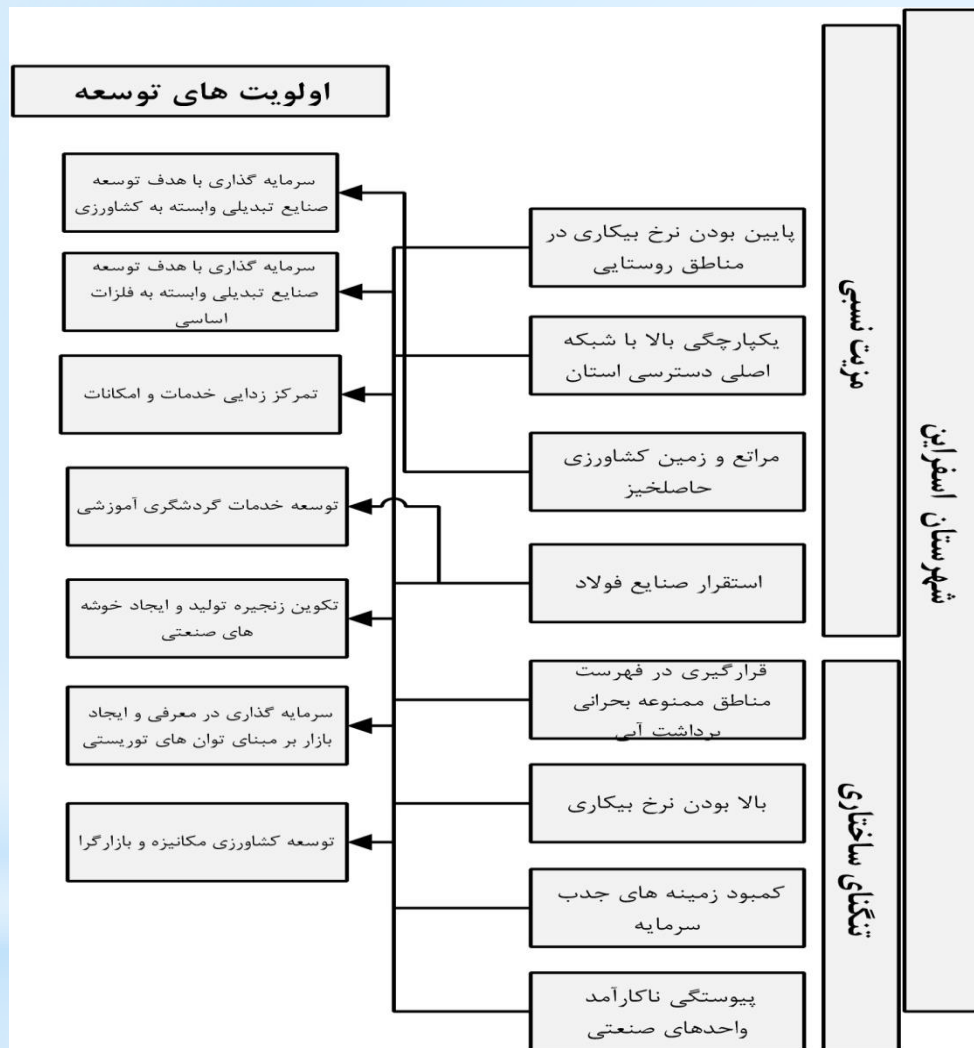 شهرستان اسفراین
مزیت نسبی
پایین بودن نرخ بیکاری در
مناطق روستایی
یکپارچگی بالا با شبکه
اصلی دسترسی استان
مراتع و زمین کشاورزی
حاصلخیز
استقرار صنایع فولاد
تنگنای ساختاری
قرارگیری در فهرست
مناطق ممنوعه بحرانی
برداشت آبی
بالا بودن نرخ بیکاری
کمبود زمینه های جدب
سرمایه
پیوستگی ناکارآمد
واحدهای صنعتی
اولویت های توسعه
سرمایه گذاری با هدف توسعه
صنایع تبدیلی وابسته به کشاورزی
سرمایه گذاری با هدف توسعه
صنایع تبدیلی وابسته به فلزات
اساسی
تمرکز زدایی خدمات و امکانات
توسعه خدمات گردشگری آموزشی
تکوین زنجیره تولید و ایجاد خوشه
های صنعتی
سرمایه گذاری در معرفی و ایجاد
بازار بر مبنای توان های توریستی
توسعه کشاورزی مکانیزه و بازارگرا